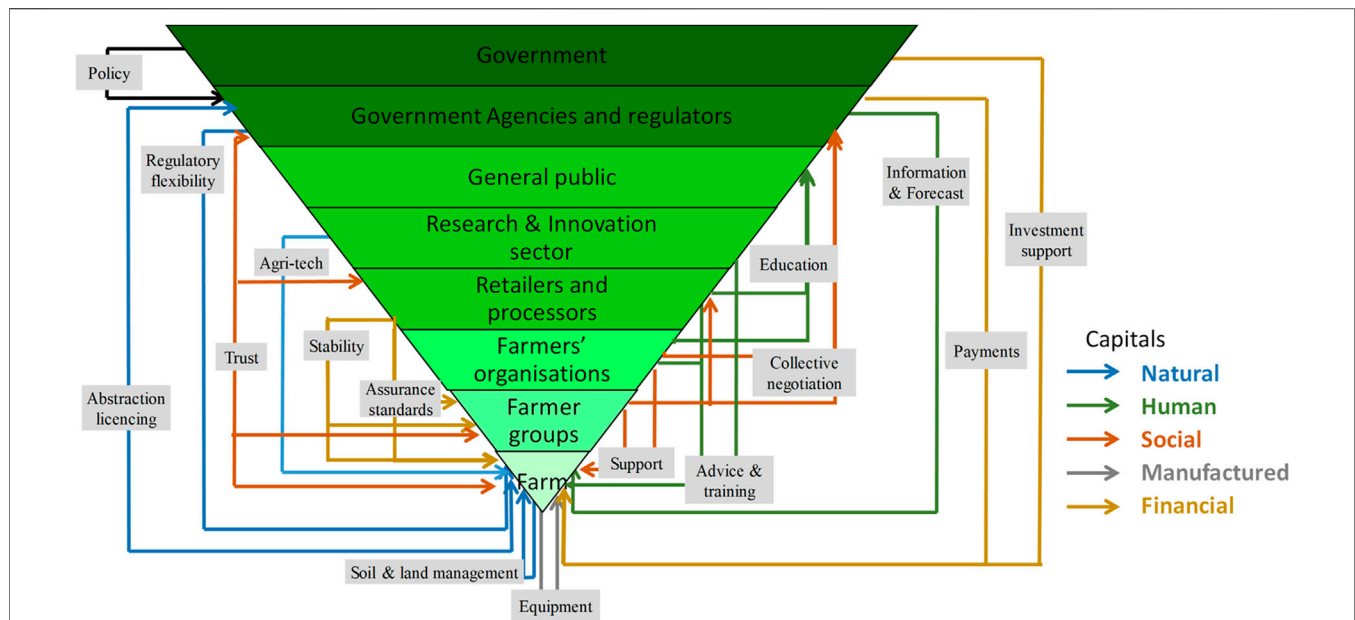 Government
Policy
Government Agencies and regulators
Regulatory
flexibility
General public
Information
& Forecast
Research & Innovation
sector
Investment
support
Agri-tech
Education
Retailers and
processors
Stability
Trust
Farmers'
organisations
Collective
negotiation
Payments
Assurance
standards
Abstraction
licencing
Farmer
groups
Support
Advice &
training
Farm
Soil & land management
Equipment
Capitals
Natural
Human
Social
Manufactured
Financial